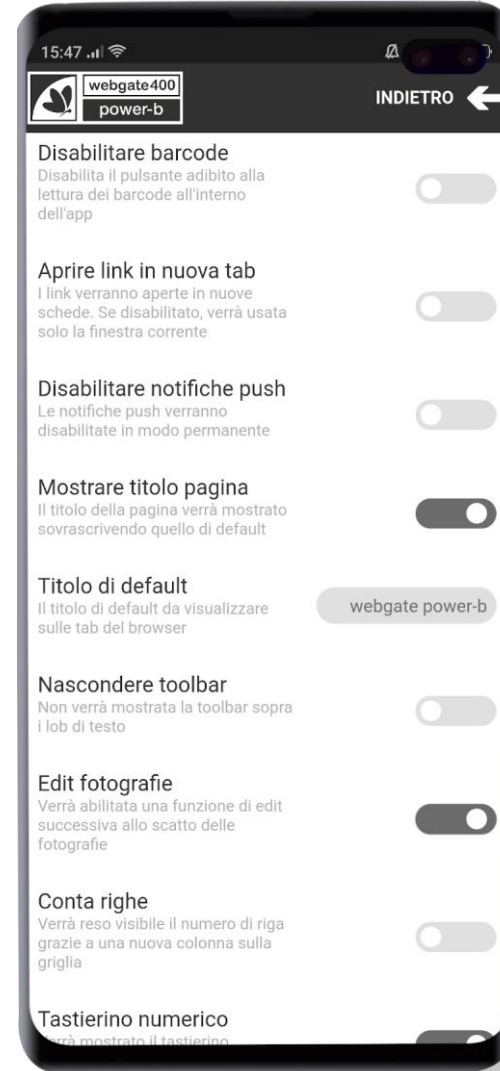 15:47
webgate400
power-b
INDIETRO
Disabilitare barcode
Disabilita il pulsante adibito alla
lettura dei barcode all'interno
dell'app
Aprire link in nuova tab
I link verranno aperte in nuove
schede. Se disabilitato, verrà usata
solo la finestra corrente
Disabilitare notifiche push
Le notifiche push verranno
disabilitate in modo permanente
Mostrare titolo pagina
Il titolo della pagina verrà mostrato
sovrascrivendo quello di default
Titolo di default
Il titolo di default da visualizzare
sulle tab del browser
webgate power-b
Nascondere toolbar
Non verrà mostrata la toolbar sopra
i lob di testo
Edit fotografie
Verrà abilitata una funzione di edit
successiva allo scatto delle
fotografie
Conta righe
Verrà reso visibile il numero di riga
grazie a una nuova colonna sulla
griglia
Tastierino numerico
Verrà mostrato il tastierino